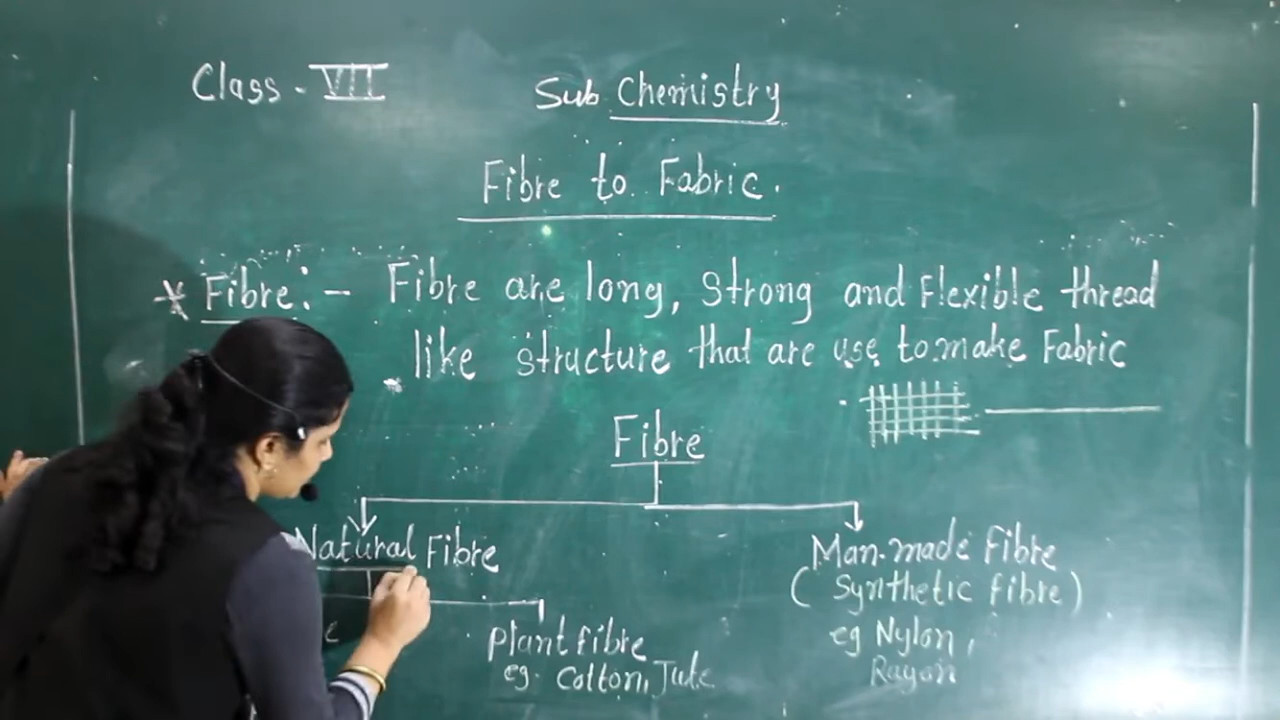 Class - VII
Sub Chemistry
Fibre to Fabric.
* Fibre :- Fibre are long, strong and Flexible thread
like structure that are use to make Fabric
Fibre
Natural Fibre
Man-made Fibre
(Synthetic fibre)
Plant fibre
eg. Cotton, Jute
eg Nylon,
Rayon